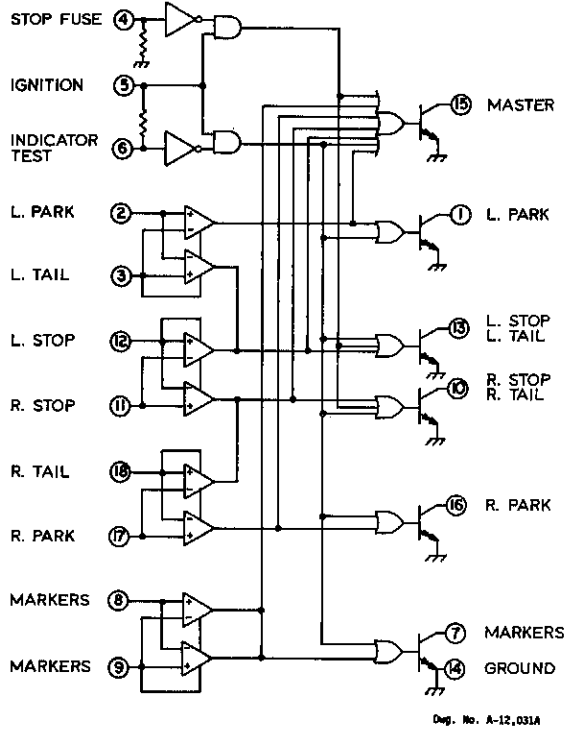 STOP FUSE 4
IGNITION 5
15 MASTER
INDICATOR
TEST 6
L. PARK 2
+
−
1 L. PARK
−
+
L. TAIL 3
L. STOP 12
+
−
13 L. STOP
L. TAIL
10 R. STOP
R. TAIL
−
+
R. STOP 11
R. TAIL 18
+
−
16 R. PARK
−
+
R. PARK 17
MARKERS 8
+
−
7 MARKERS
−
+
MARKERS 9
14 GROUND
Dwg. No. A-12,031A